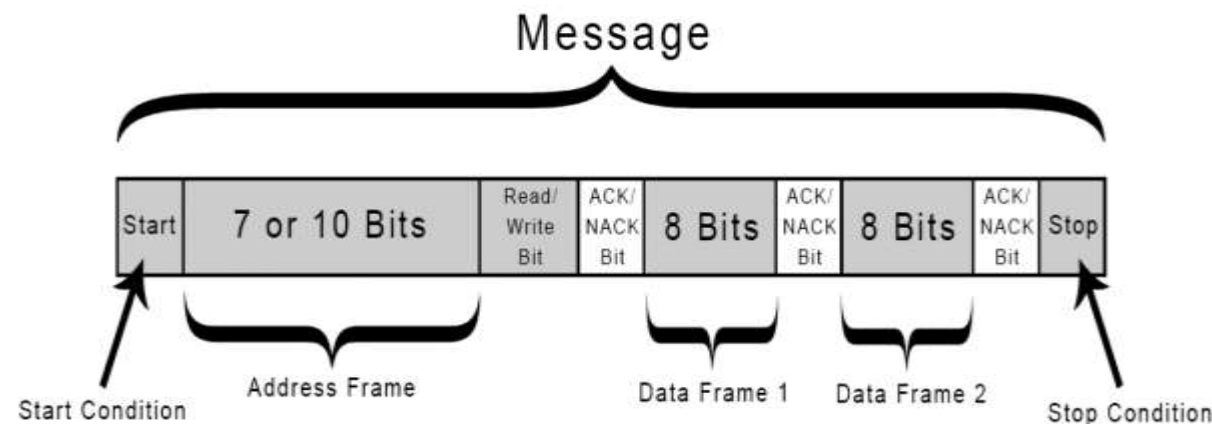 Message
Start
7 or 10 Bits
Read/
Write
Bit
ACK/
NACK
Bit
8 Bits
ACK/
NACK
Bit
8 Bits
ACK/
NACK
Bit
Stop
Address Frame
Data Frame 1
Data Frame 2
Start Condition
Stop Condition